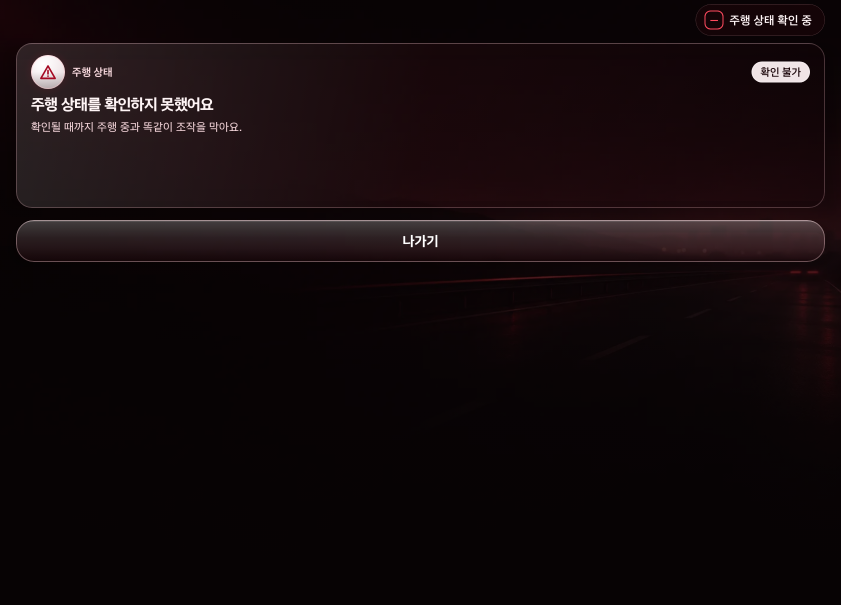 주행 상태 확인 중
주행 상태
확인 불가
주행 상태를 확인하지 못했어요
확인될 때까지 주행 중과 똑같이 조작을 막아요.
나가기